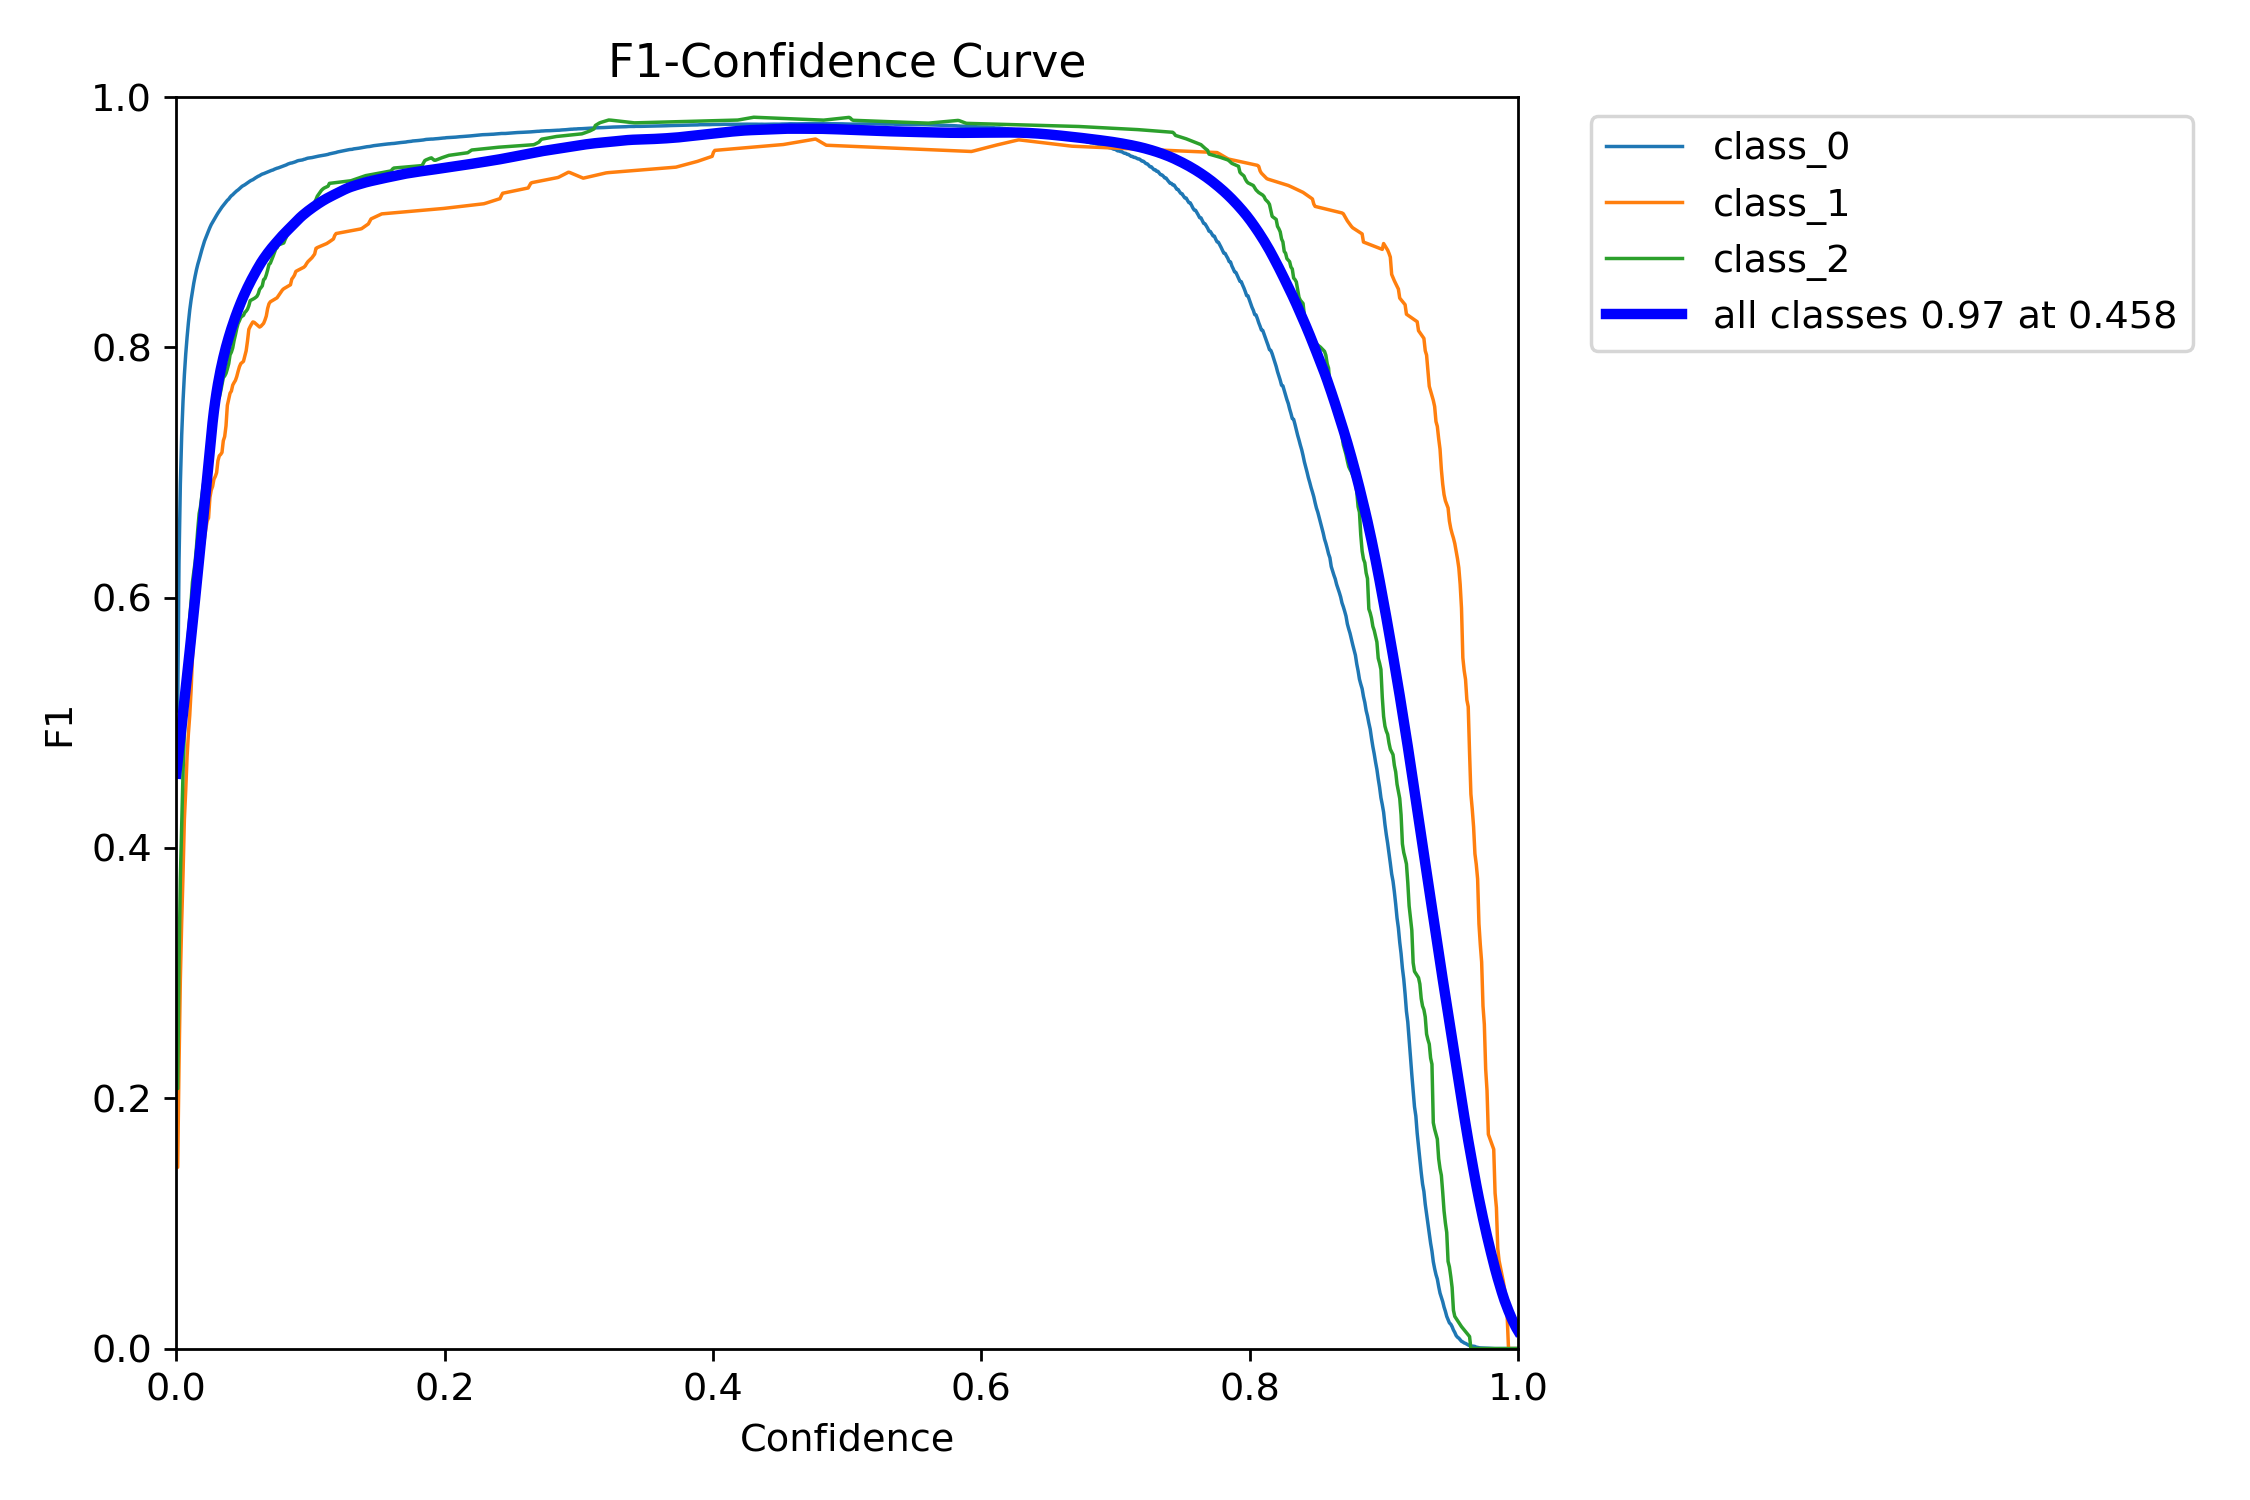 F1-Confidence Curve
1.0
0.8
0.6
0.4
0.2
0.0
F1
0.0 0.2 0.4 0.6 0.8 1.0
Confidence
class_0
class_1
class_2
all classes 0.97 at 0.458